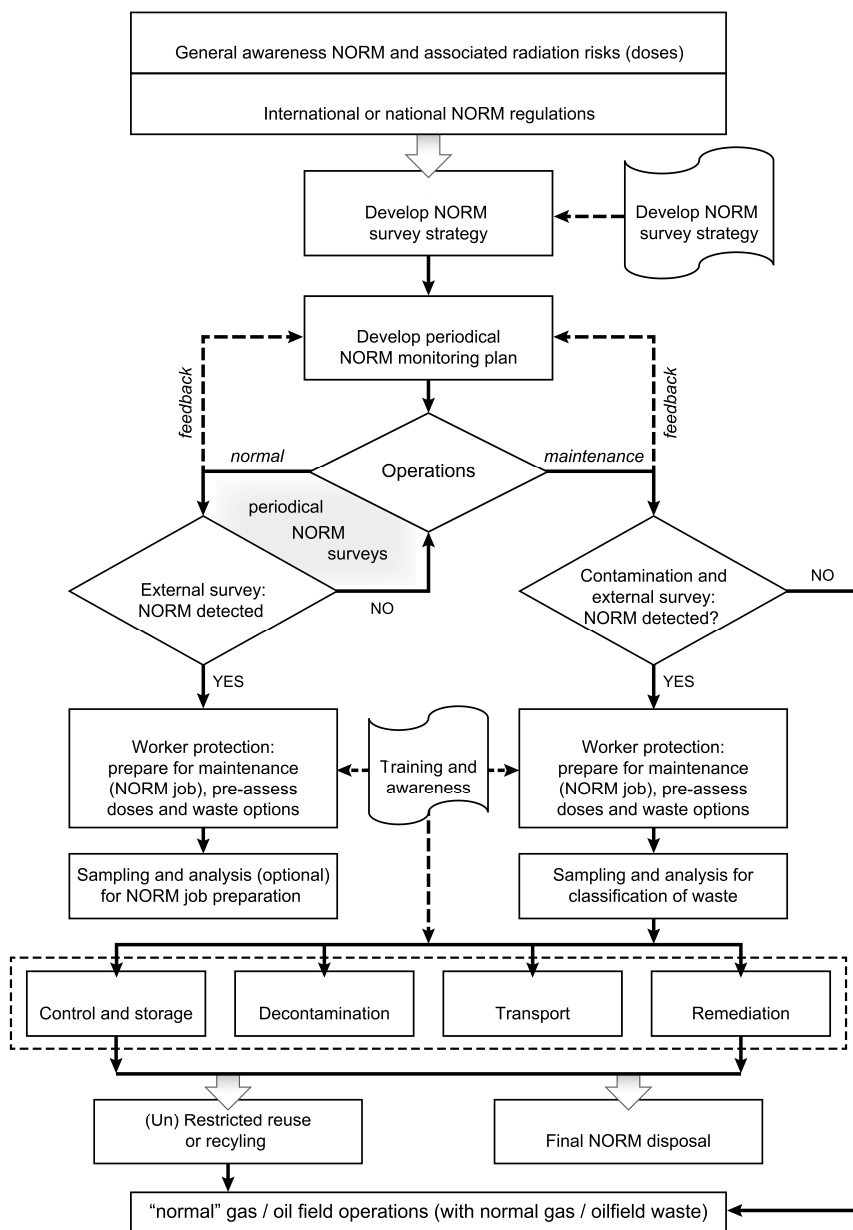 General awareness NORM and associated radiation risks (doses)
International or national NORM regulations
Develop NORM
survey strategy
Develop NORM
survey strategy
Develop periodical
NORM monitoring plan
feedback
feedback
normal
Operations
maintenance
periodical
NORM
surveys
External survey:
NORM detected
NO
Contamination and
external survey:
NORM detected?
NO
YES
YES
Worker protection:
prepare for maintenance
(NORM job), pre-assess
doses and waste options
Training and
awareness
Worker protection:
prepare for maintenance
(NORM job), pre-assess
doses and waste options
Sampling and analysis (optional)
for NORM job preparation
Sampling and analysis for
classification of waste
Control and storage
Decontamination
Transport
Remediation
(Un) Restricted reuse
or recyling
Final NORM disposal
“normal” gas / oil field operations (with normal gas / oilfield waste)